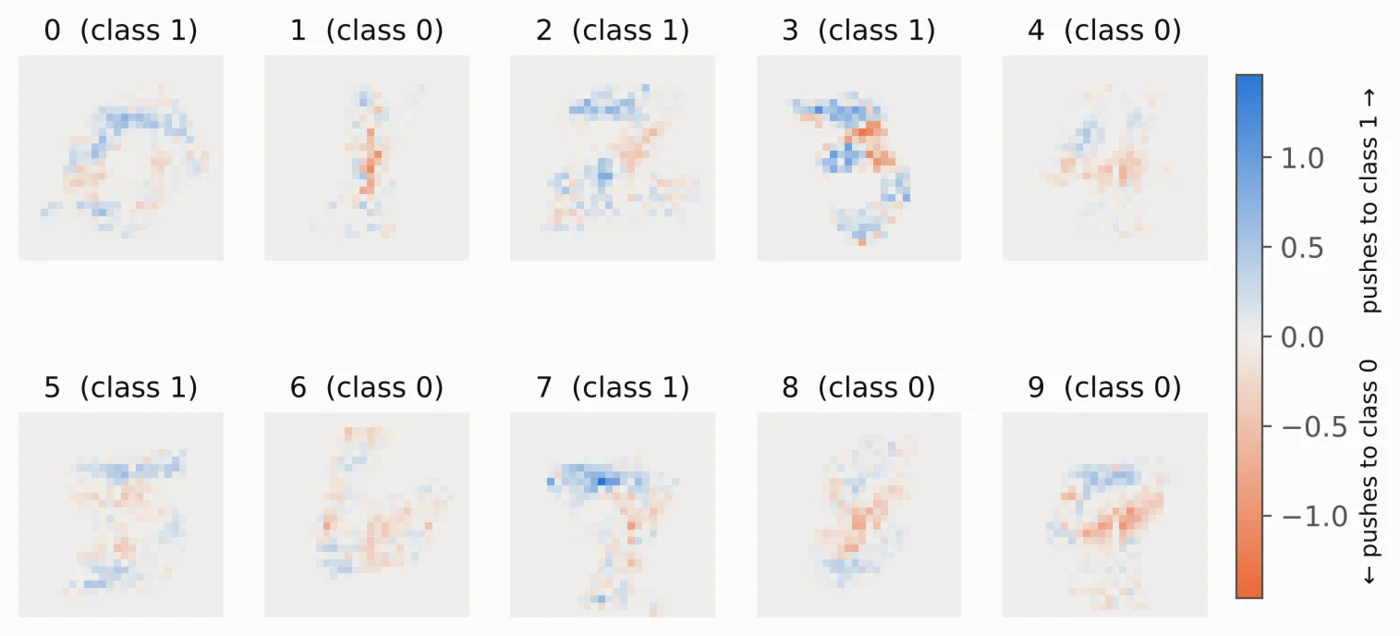 0 (class 1)
1 (class 0)
2 (class 1)
3 (class 1)
4 (class 0)
5 (class 1)
6 (class 0)
7 (class 1)
8 (class 0)
9 (class 0)
1.0
0.5
0.0
−0.5
−1.0
← pushes to class 0 pushes to class 1 →